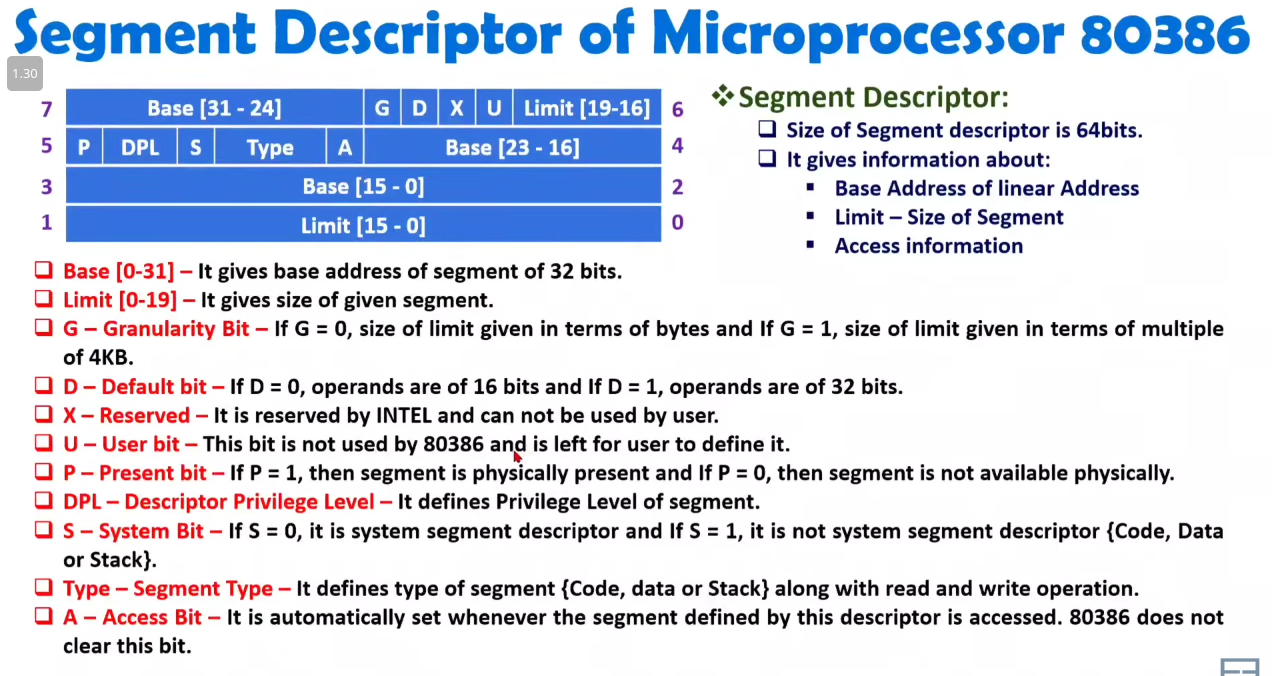 Segment Descriptor of Microprocessor 80386
1.30
7 Base [31 - 24] G D X U Limit [19-16] 6
5 P DPL S Type A Base [23 - 16] 4
3 Base [15 - 0] 2
1 Limit [15 - 0] 0
❖Segment Descriptor:
❑ Size of Segment descriptor is 64bits.
❑ It gives information about:
▪ Base Address of linear Address
▪ Limit – Size of Segment
▪ Access information
❑ Base [0-31] – It gives base address of segment of 32 bits.
❑ Limit [0-19] – It gives size of given segment.
❑ G – Granularity Bit – If G = 0, size of limit given in terms of bytes and If G = 1, size of limit given in terms of multiple
of 4KB.
❑ D – Default bit – If D = 0, operands are of 16 bits and If D = 1, operands are of 32 bits.
❑ X – Reserved – It is reserved by INTEL and can not be used by user.
❑ U – User bit – This bit is not used by 80386 and is left for user to define it.
❑ P – Present bit – If P = 1, then segment is physically present and If P = 0, then segment is not available physically.
❑ DPL – Descriptor Privilege Level – It defines Privilege Level of segment.
❑ S – System Bit – If S = 0, it is system segment descriptor and If S = 1, it is not system segment descriptor {Code, Data
or Stack}.
❑ Type – Segment Type – It defines type of segment {Code, data or Stack} along with read and write operation.
❑ A – Access Bit – It is automatically set whenever the segment defined by this descriptor is accessed. 80386 does not
clear this bit.